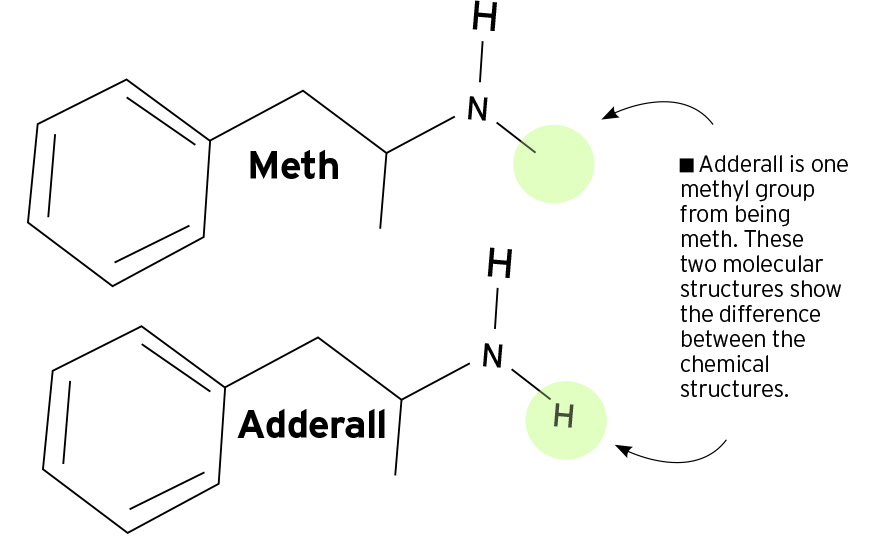 H
N
Meth
■ Adderall is one
methyl group
from being
meth. These
two molecular
structures show
the difference
between the
chemical
structures.
H
N
H
Adderall